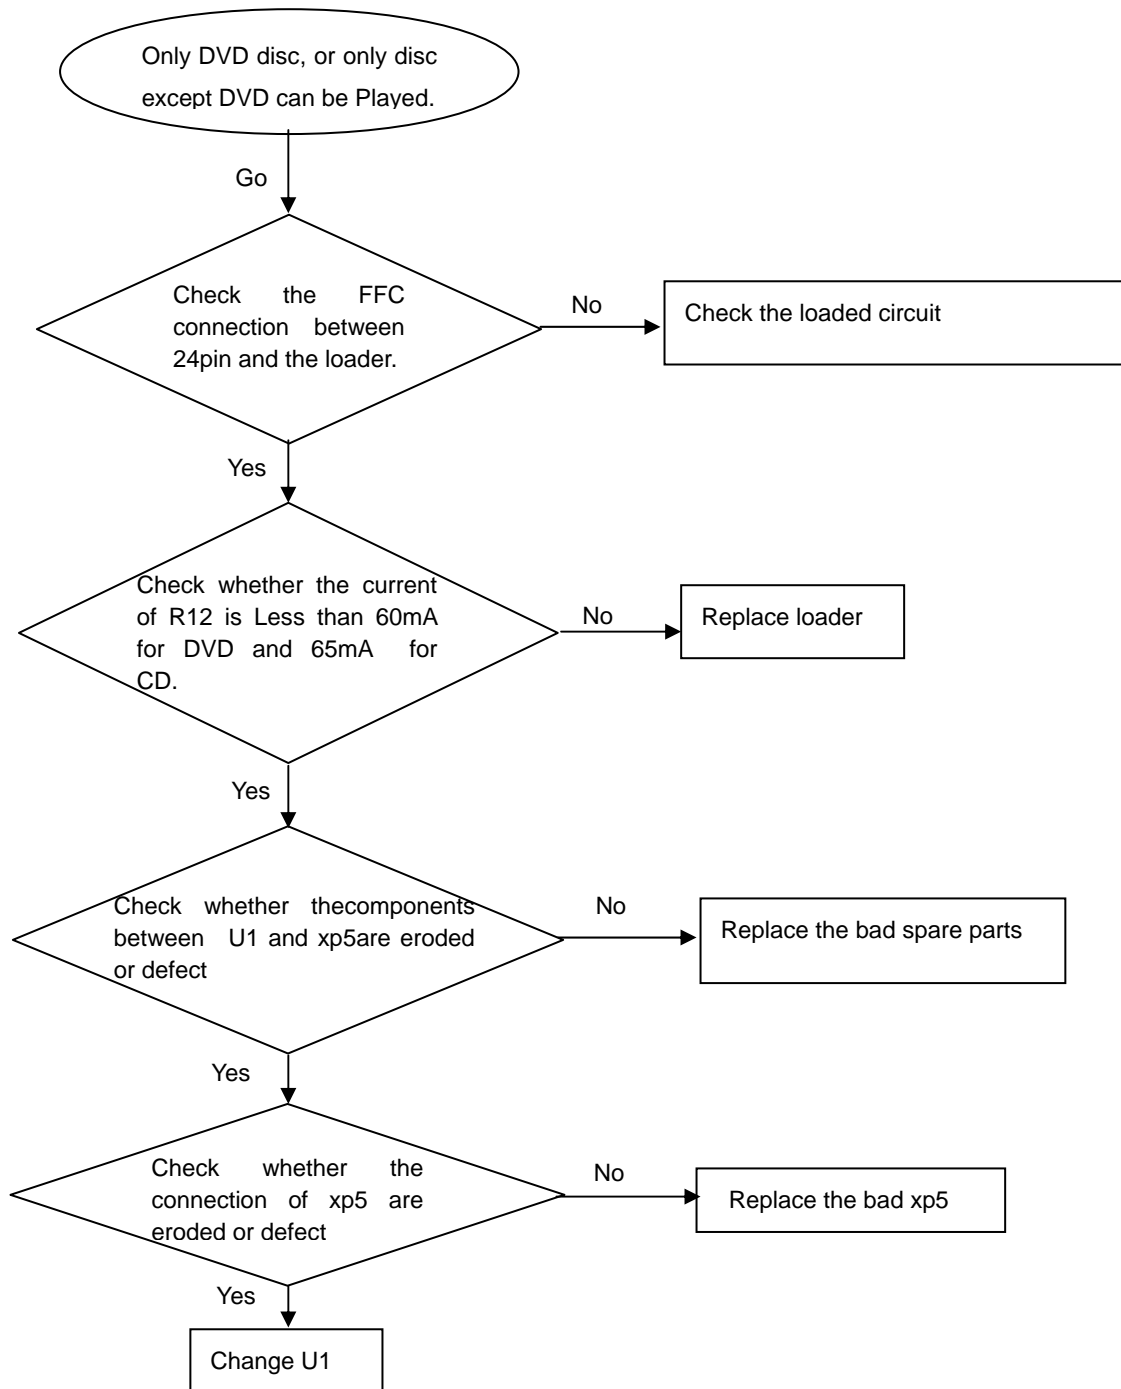 Only DVD disc, or only disc
except DVD can be Played.
Go
Check the FFC
connection between
24pin and the loader.
No
Check the loaded circuit
Yes
Check whether the current
of R12 is Less than 60mA
for DVD and 65mA for
CD.
No
Replace loader
Yes
Check whether thecomponents
between U1 and xp5are eroded
or defect
No
Replace the bad spare parts
Yes
Check whether the
connection of xp5 are
eroded or defect
No
Replace the bad xp5
Yes
Change U1